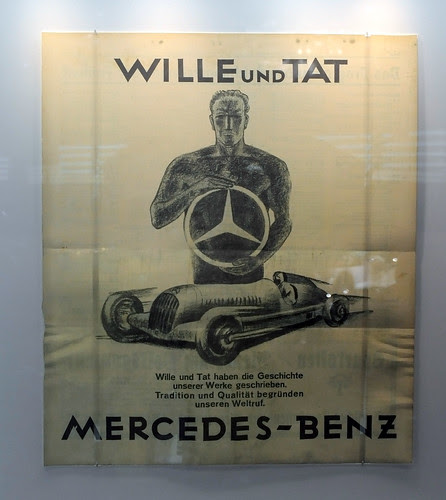 WILLE UND TAT
Wille und Tat haben die Geschichte
unserer Werke geschrieben.
Tradition und Qualität begründen
unseren Weltruf.
MERCEDES-BENZ